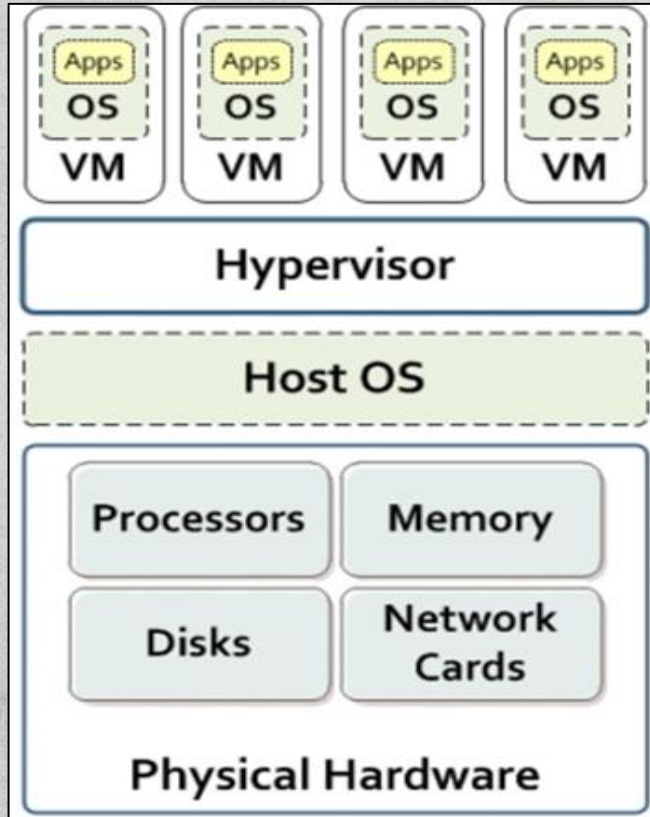 Apps Apps Apps Apps
OS OS OS OS
VM VM VM VM
Hypervisor
Host OS
Processors Memory
Disks Network
Cards
Physical Hardware